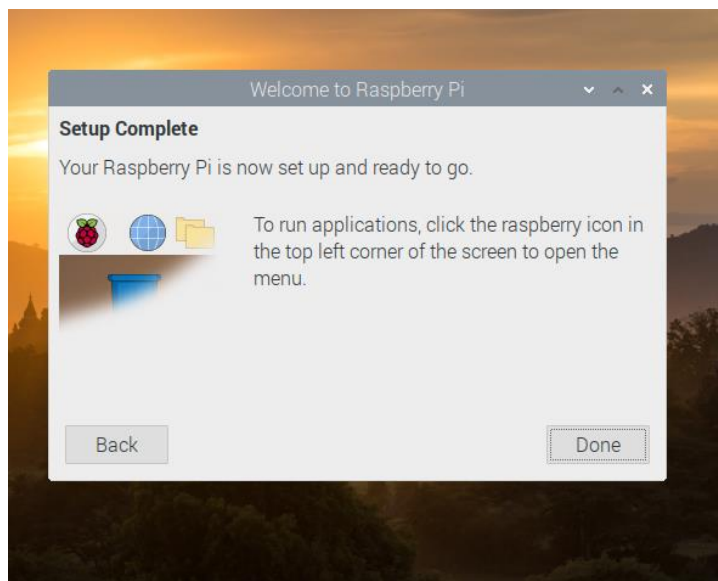 Welcome to Raspberry Pi
Setup Complete
Your Raspberry Pi is now set up and ready to go.
To run applications, click the raspberry icon in
the top left corner of the screen to open the
menu.
Back
Done